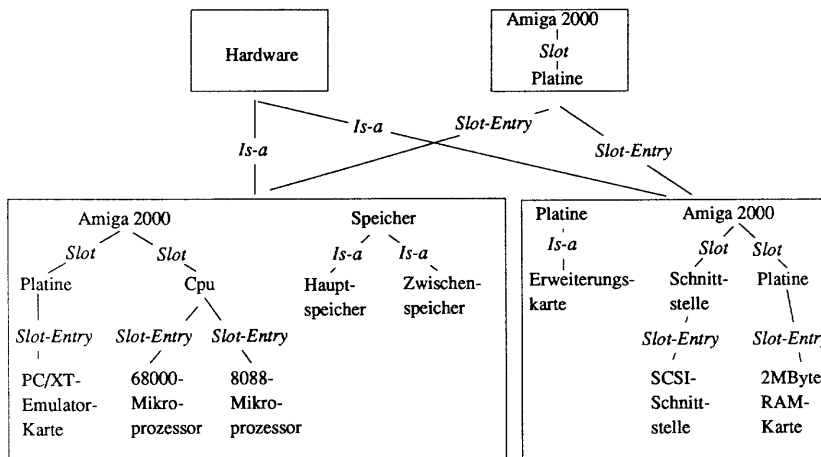 Amiga 2000
Slot
Platine
Hardware
Is-a
Is-a
Slot-Entry
Slot-Entry
Amiga 2000
Slot
Slot
Platine
Cpu
Slot-Entry
Slot-Entry
Slot-Entry
PC/XT-
Emulator-
Karte
68000-
Mikro-
prozessor
8088-
Mikro-
prozessor
Speicher
Is-a
Is-a
Haupt-
speicher
Zwischen-
speicher
Platine
Is-a
Erweiterungs-
karte
Amiga 2000
Slot
Slot
Schnitt-
stelle
Platine
Slot-Entry
Slot-Entry
SCSI-
Schnitt-
stelle
2MByte
RAM-
Karte